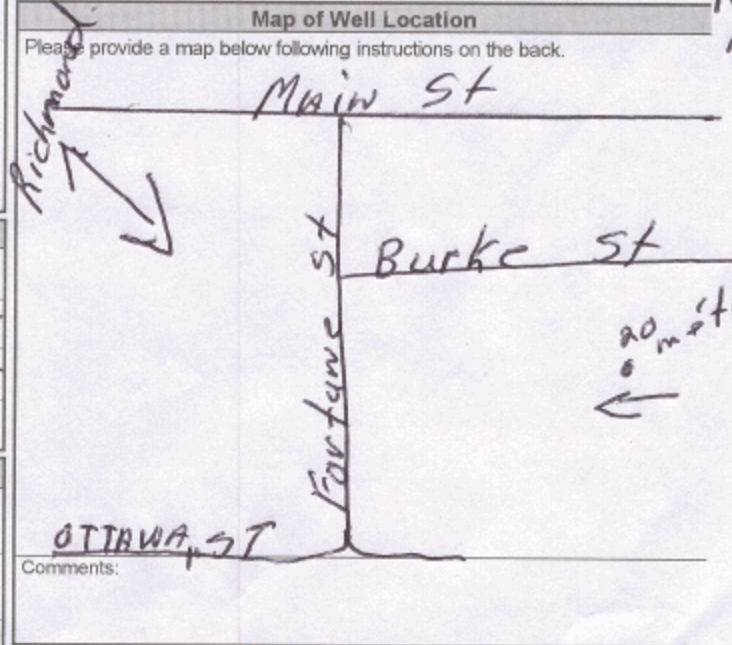 Map of Well Location
Please provide a map below following instructions on the back.
Richmond
Main St
Fortune St
Burke St
20
OTTAWA, ST
Comments: